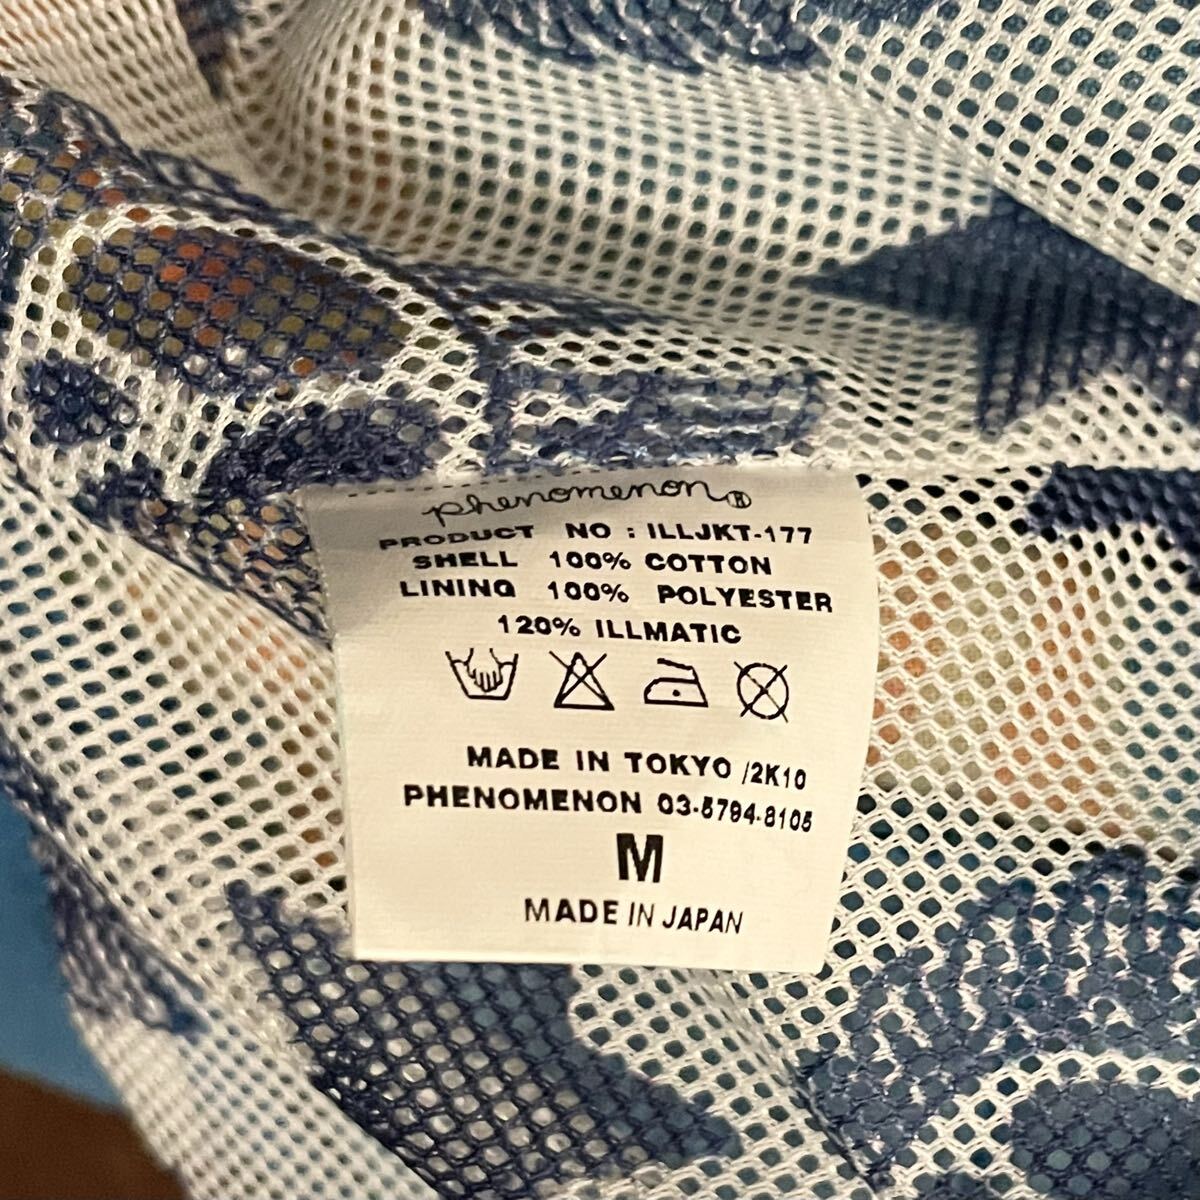 phenomenon®
PRODUCT NO : ILLJKT-177
SHELL 100% COTTON
LINING 100% POLYESTER
120% ILLMATIC
MADE IN TOKYO /2K10
PHENOMENON 03-5794-8105
M
MADE IN JAPAN